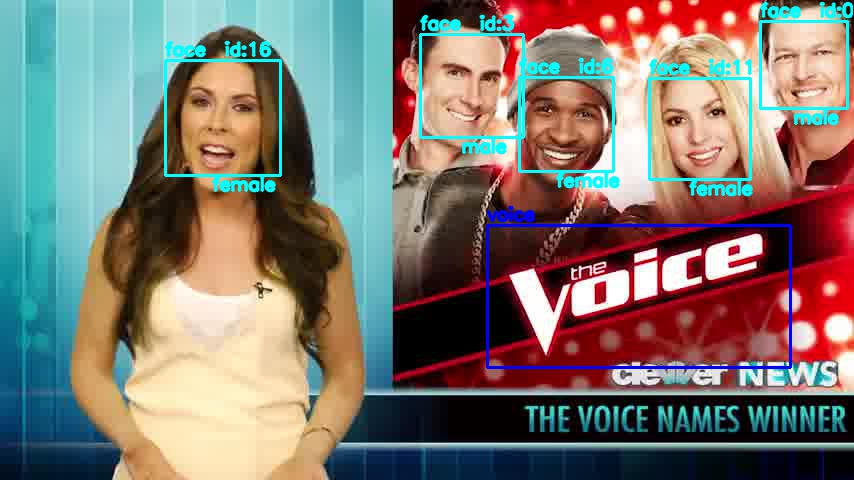 face id:16
female
face id:3
male
face id:6
female
face id:11
female
face id:0
male
voice
the
Voice
clevver NEWS
THE VOICE NAMES WINNER